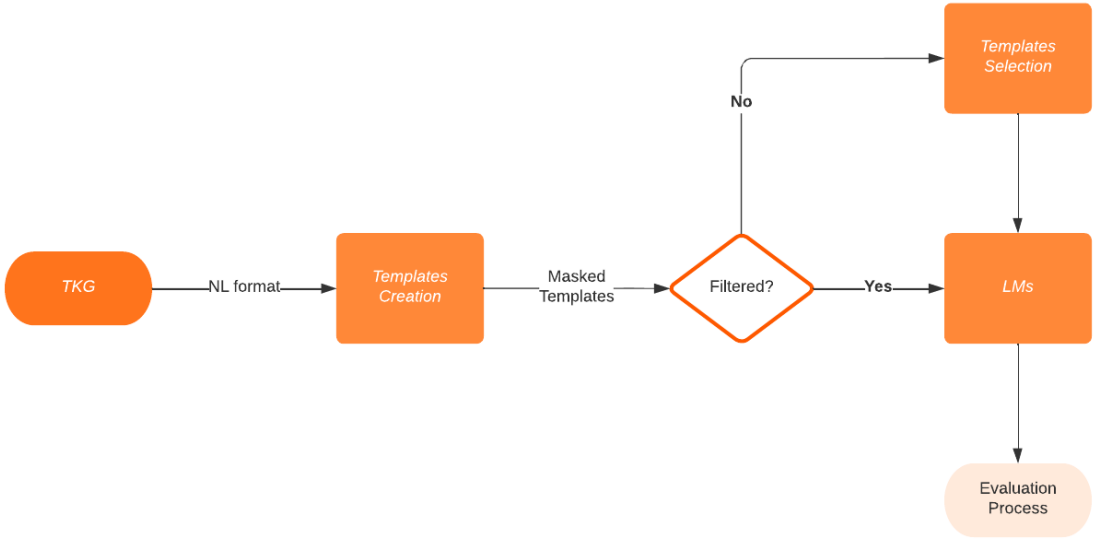 Templates
Selection
No
TKG
NL format
Templates
Creation
Masked
Templates
Filtered?
Yes
LMs
Evaluation
Process